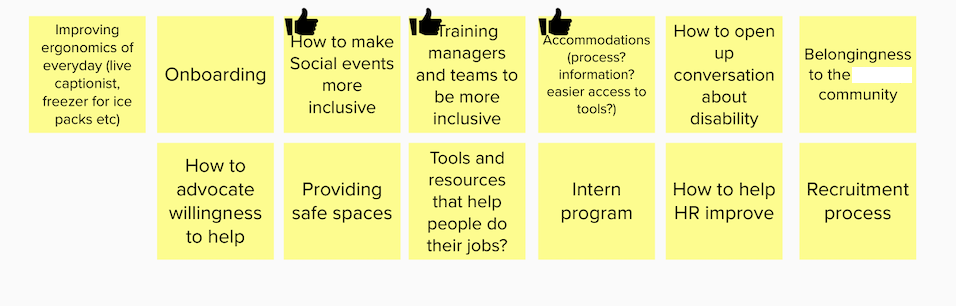 Improving
ergonomics of
everyday (live
captionist,
freezer for ice
packs etc)
Onboarding
How to make
Social events
more
inclusive
Training
managers
and teams to
be more
inclusive
Accommodations
(process?
information?
easier access to
tools?)
How to open
up
conversation
about
disability
Belongingness
to the
community
How to
advocate
willingness
to help
Providing
safe spaces
Tools and
resources
that help
people do
their jobs?
Intern
program
How to help
HR improve
Recruitment
process